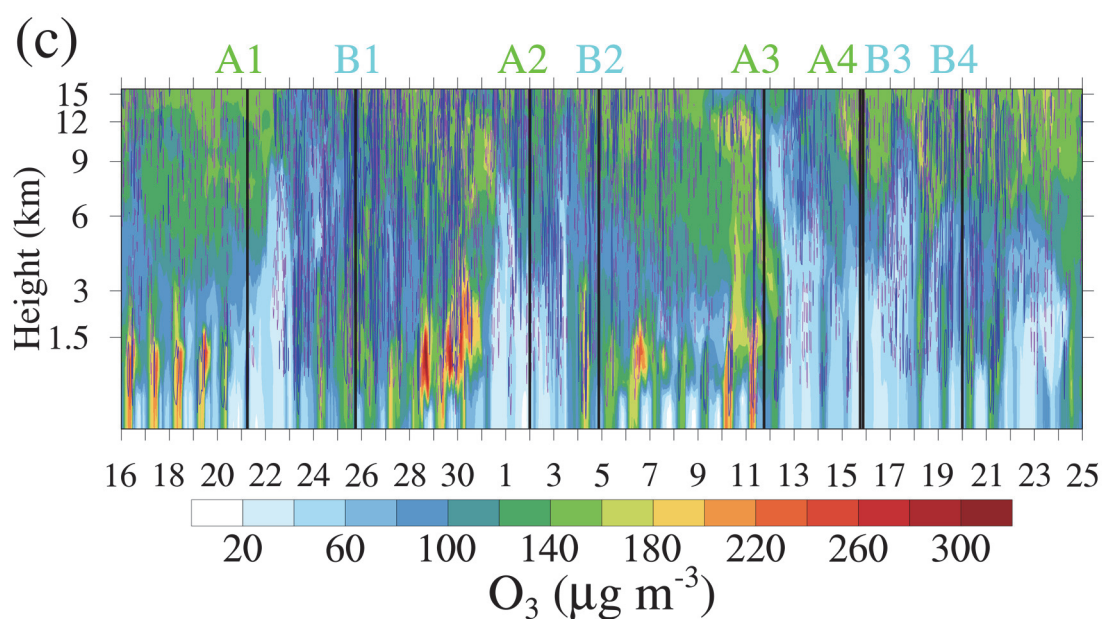 (c)
A1 B1 A2 B2 A3 A4 B3 B4
15
12
9
6
3
1.5
Height (km)
16 18 20 22 24 26 28 30 1 3 5 7 9 11 13 15 17 19 21 23 25
20 60 100 140 180 220 260 300
O₃ (μg m⁻³)